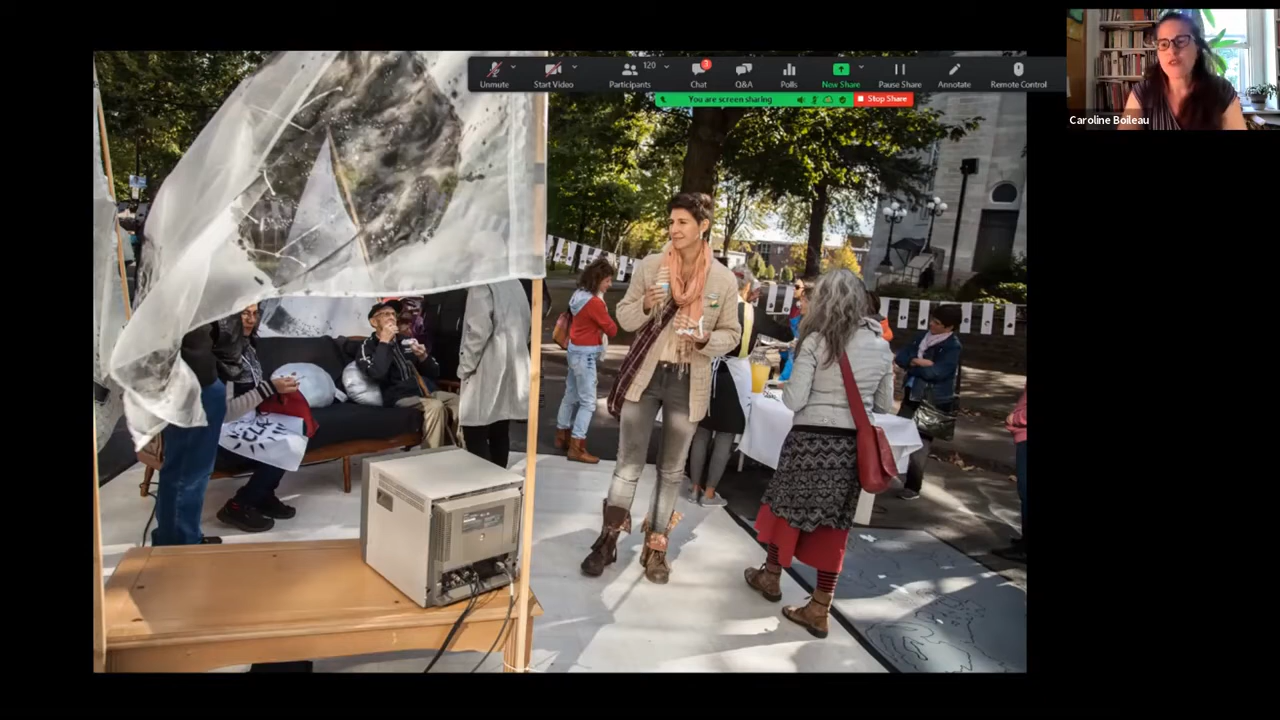 Unmute
Start Video
120
Participants
3
Chat
Q&A
Polls
New Share
Pause Share
Annotate
Remote Control
You are screen sharing
Stop Share
Caroline Boileau